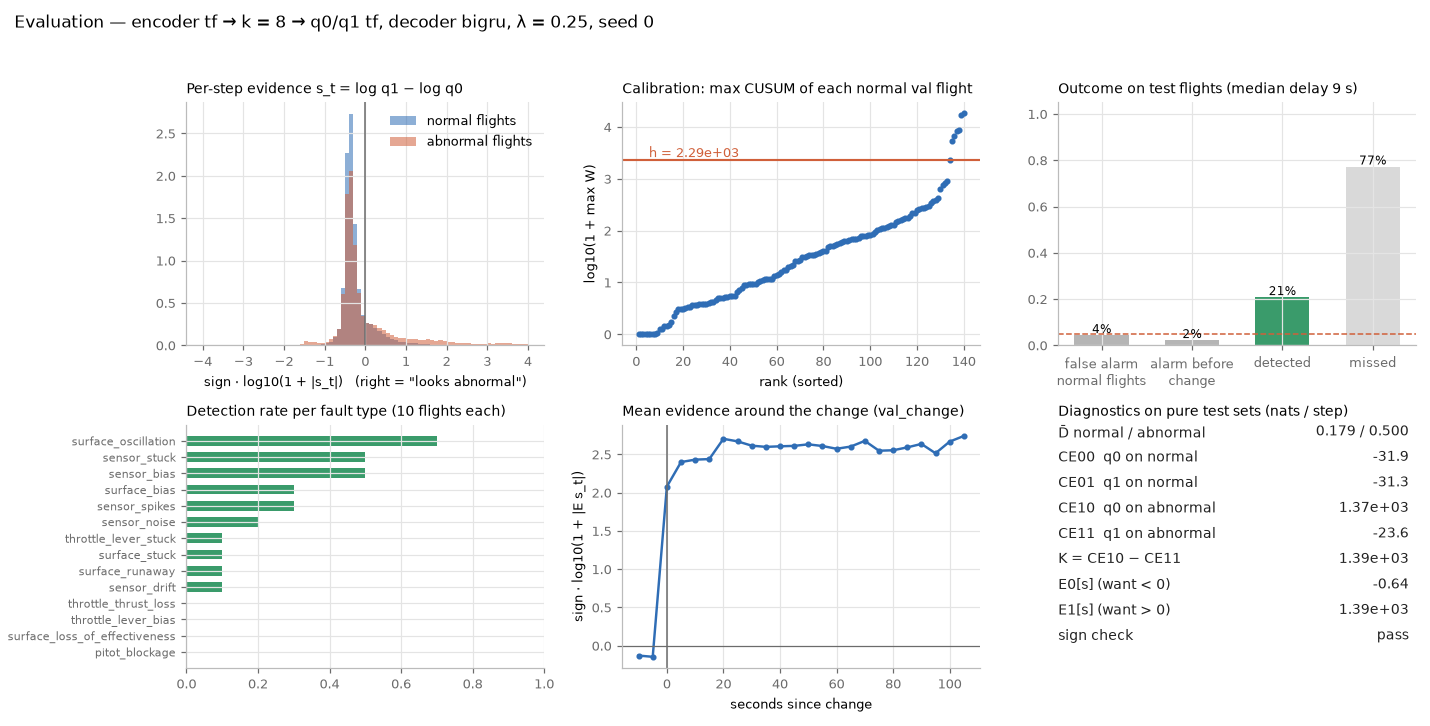 Evaluation — encoder tf → k = 8 → q0/q1 tf, decoder bigru, λ = 0.25, seed 0
Per-step evidence s_t = log q1 − log q0
normal flights
abnormal flights
2.5
2.0
1.5
1.0
0.5
0.0
−4
−3
−2
−1
0
1
2
3
4
sign · log10(1 + |s_t|)   (right = "looks abnormal")
Calibration: max CUSUM of each normal val flight
h = 2.29e+03
log10(1 + max W)
4
3
2
1
0
0
20
40
60
80
100
120
140
rank (sorted)
Outcome on test flights (median delay 9 s)
1.0
0.8
0.6
0.4
0.2
0.0
4%
2%
21%
77%
false alarm
normal flights
alarm before
change
detected
missed
Detection rate per fault type (10 flights each)
surface_oscillation
sensor_stuck
sensor_bias
surface_bias
sensor_spikes
sensor_noise
throttle_lever_stuck
surface_stuck
surface_runaway
sensor_drift
throttle_thrust_loss
throttle_lever_bias
surface_loss_of_effectiveness
pitot_blockage
0.0
0.2
0.4
0.6
0.8
1.0
Mean evidence around the change (val_change)
sign · log10(1 + |E s_t|)
2.5
2.0
1.5
1.0
0.5
0.0
0
20
40
60
80
100
seconds since change
Diagnostics on pure test sets (nats / step)
D̄ normal / abnormal 0.179 / 0.500
CE00  q0 on normal -31.9
CE01  q1 on normal -31.3
CE10  q0 on abnormal 1.37e+03
CE11  q1 on abnormal -23.6
K = CE10 − CE11 1.39e+03
E0[s] (want < 0) -0.64
E1[s] (want > 0) 1.39e+03
sign check pass